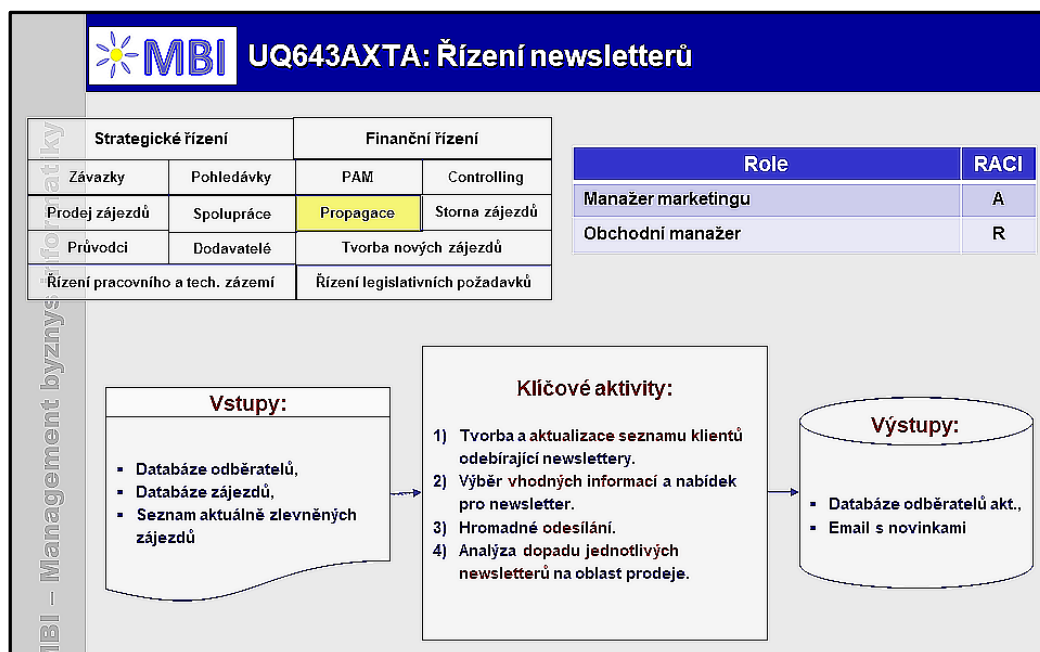 MBI UQ643AXTA: Řízení newsletterů
MBI – Management byznys informatiky
Strategické řízení Finanční řízení
Závazky Pohledávky PAM Controlling
Prodej zájezdů Spolupráce Propagace Storna zájezdů
Průvodci Dodavatelé Tvorba nových zájezdů
Řízení pracovního a tech. zázemí Řízení legislativních požadavků
Role RACI
Manažer marketingu A
Obchodní manažer R
Vstupy:
▪ Databáze odběratelů,
▪ Databáze zájezdů,
▪ Seznam aktuálně zlevněných
zájezdů
Klíčové aktivity:
1) Tvorba a aktualizace seznamu klientů
odebírající newslettery.
2) Výběr vhodných informací a nabídek
pro newsletter.
3) Hromadné odesílání.
4) Analýza dopadu jednotlivých
newsletterů na oblast prodeje.
Výstupy:
▪ Databáze odběratelů akt.,
▪ Email s novinkami